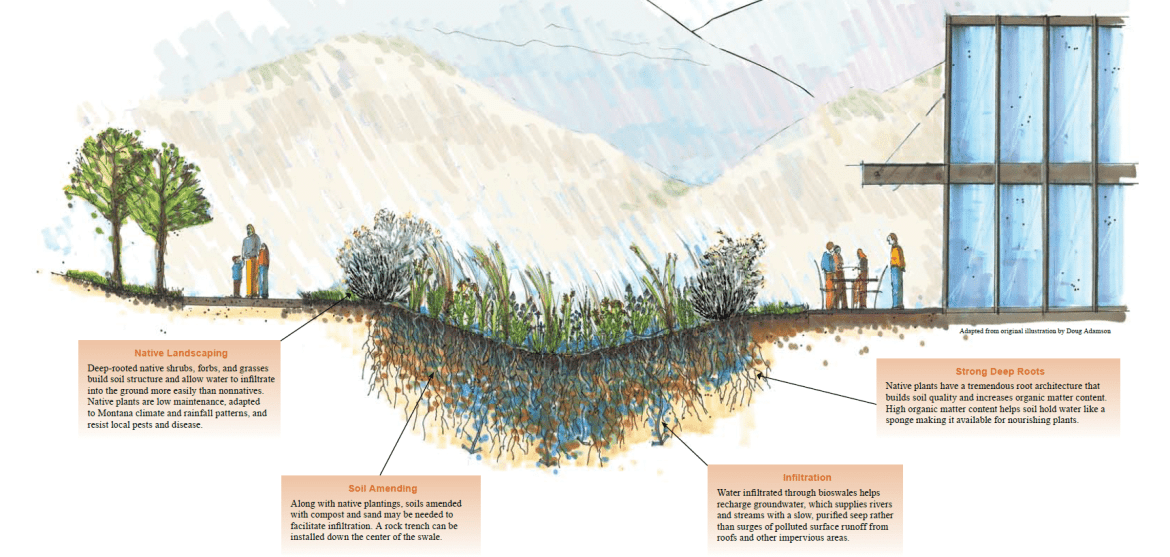 Adapted from original illustration by Doug Adamson
Native Landscaping
Deep-rooted native shrubs, forbs, and grasses
build soil structure and allow water to infiltrate
into the ground more easily than nonnatives.
Native plants are low maintenance, adapted
to Montana climate and rainfall patterns, and
resist local pests and disease.
Strong Deep Roots
Native plants have a tremendous root architecture that
builds soil quality and increases organic matter content.
High organic matter content helps soil hold water like a
sponge making it available for nourishing plants.
Soil Amending
Along with native plantings, soils amended
with compost and sand may be needed to
facilitate infiltration. A rock trench can be
installed down the center of the swale.
Infiltration
Water infiltrated through bioswales helps
recharge groundwater, which supplies rivers
and streams with a slow, purified seep rather
than surges of polluted surface runoff from
roofs and other impervious areas.